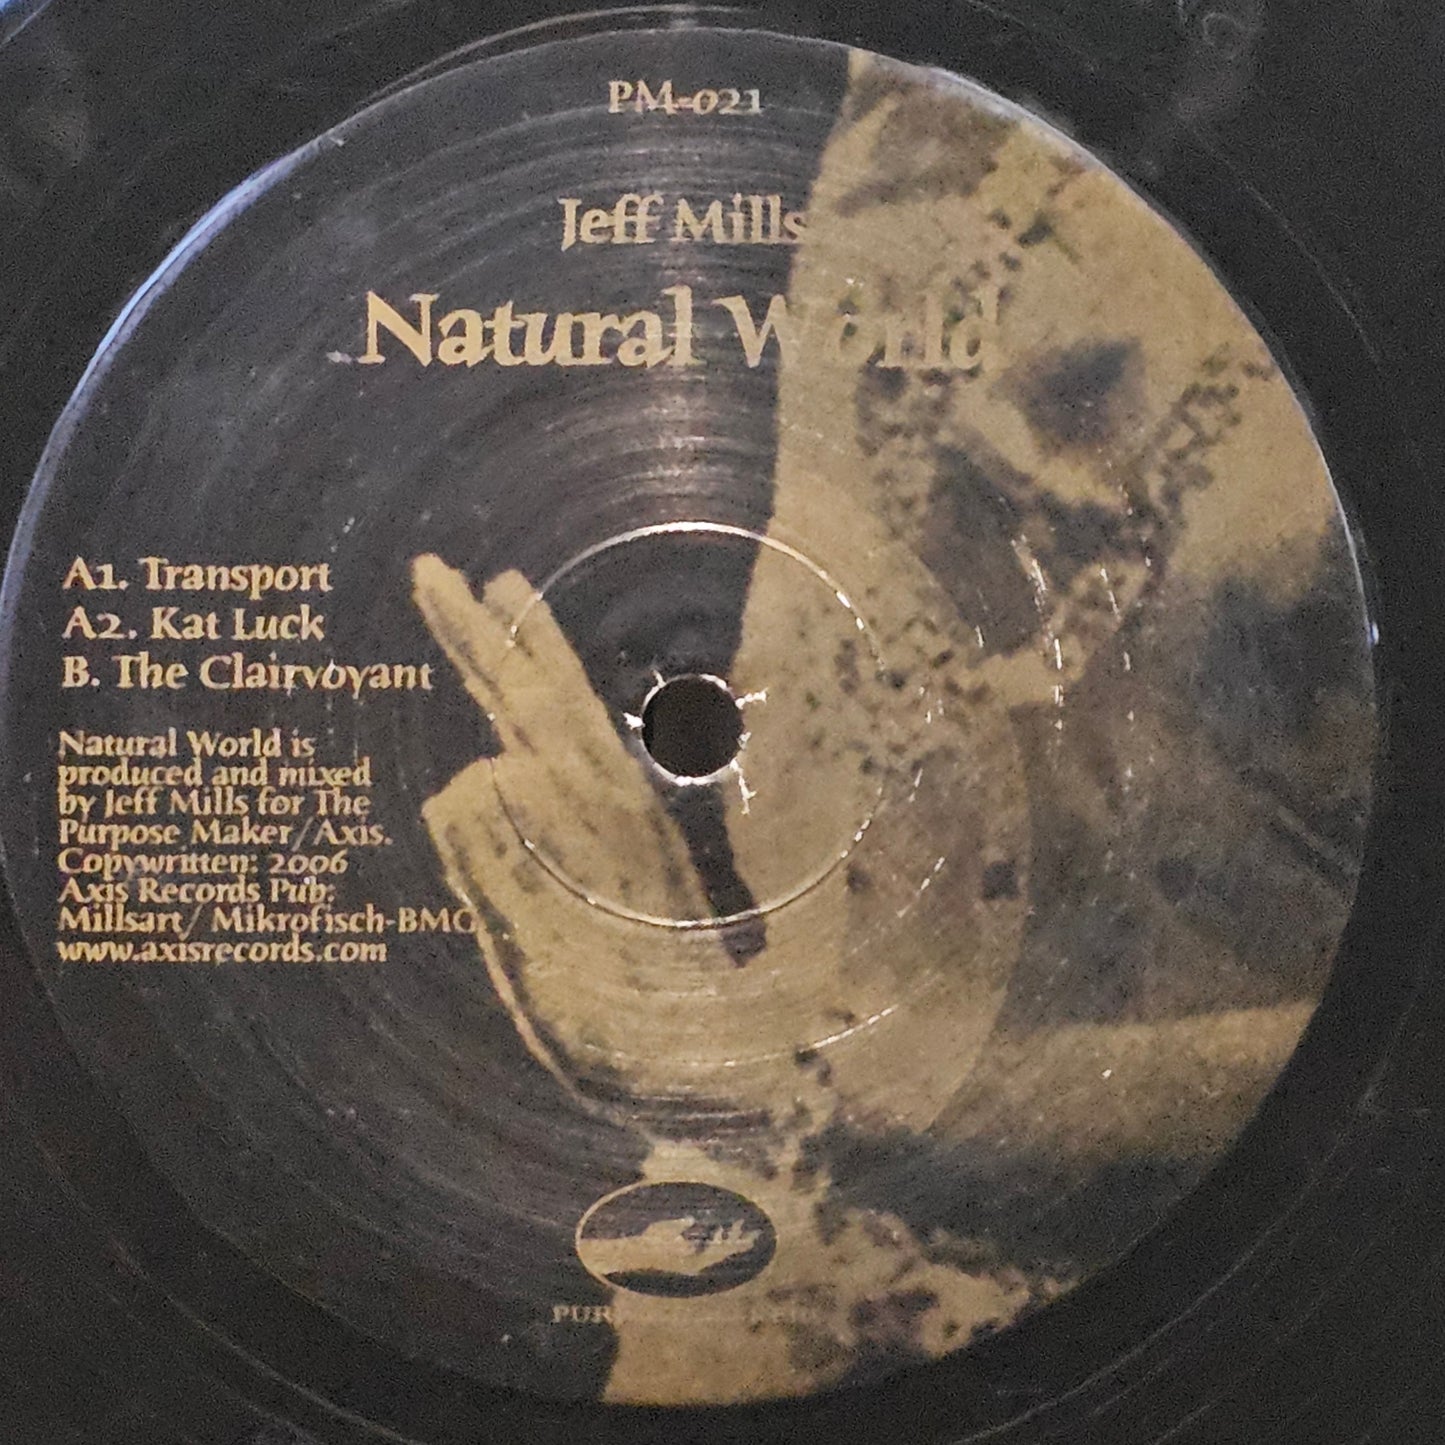 PM-021
Jeff Mills
Natural World
A1. Transport
A2. Kat Luck
B. The Clairvoyant
Natural World is
produced and mixed
by Jeff Mills for The
Purpose Maker/Axis.
Copywritten: 2006
Axis Records Pub:
Millsart/ Mikrofisch-BMG
www.axisrecords.com